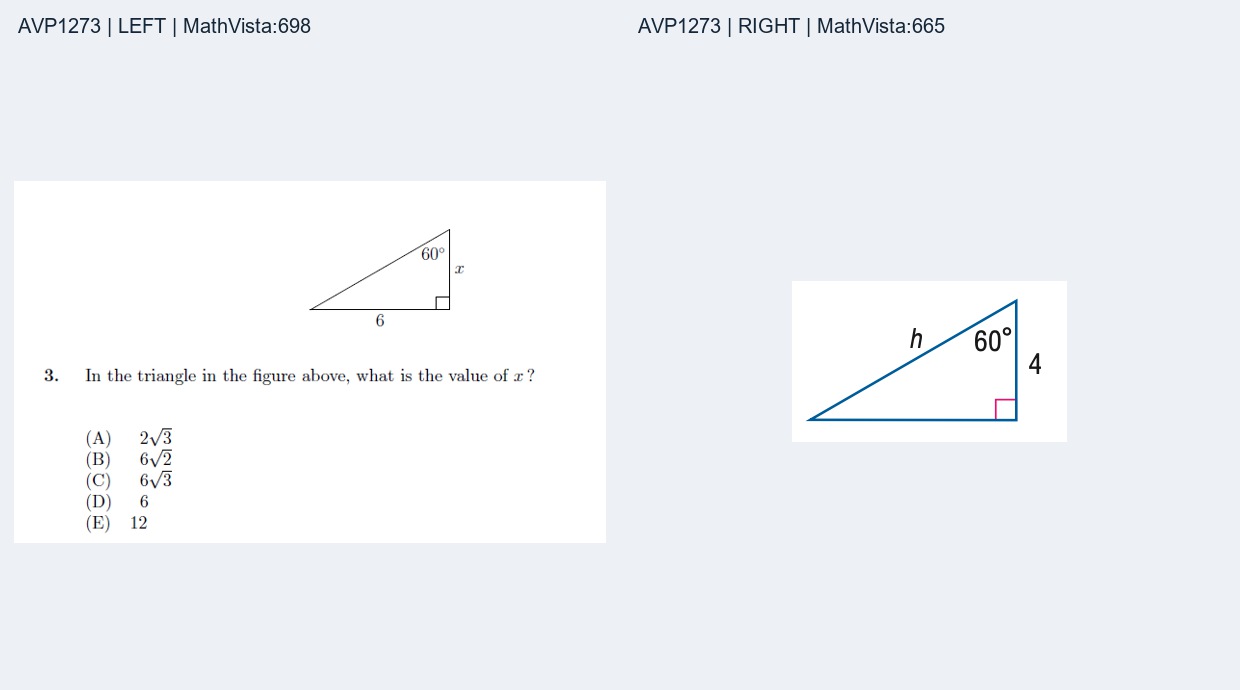 AVP1273 | LEFT | MathVista:698
60°
x
6
3. In the triangle in the figure above, what is the value of x ?
(A) 2√3
(B) 6√2
(C) 6√3
(D) 6
(E) 12
AVP1273 | RIGHT | MathVista:665
h
60°
4